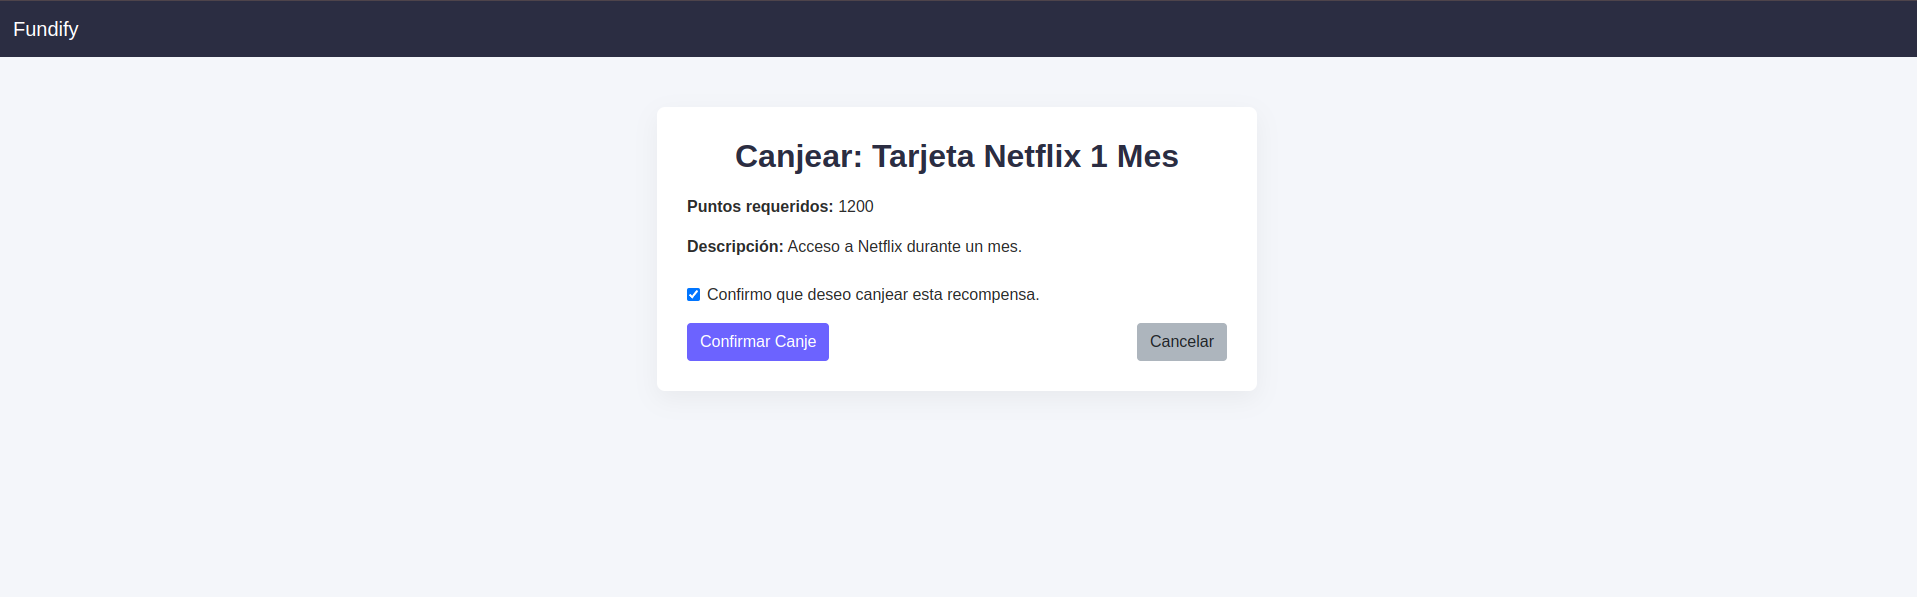 Fundify
Canjear: Tarjeta Netflix 1 Mes
Puntos requeridos: 1200
Descripción: Acceso a Netflix durante un mes.
Confirmo que deseo canjear esta recompensa.
Confirmar Canje
Cancelar